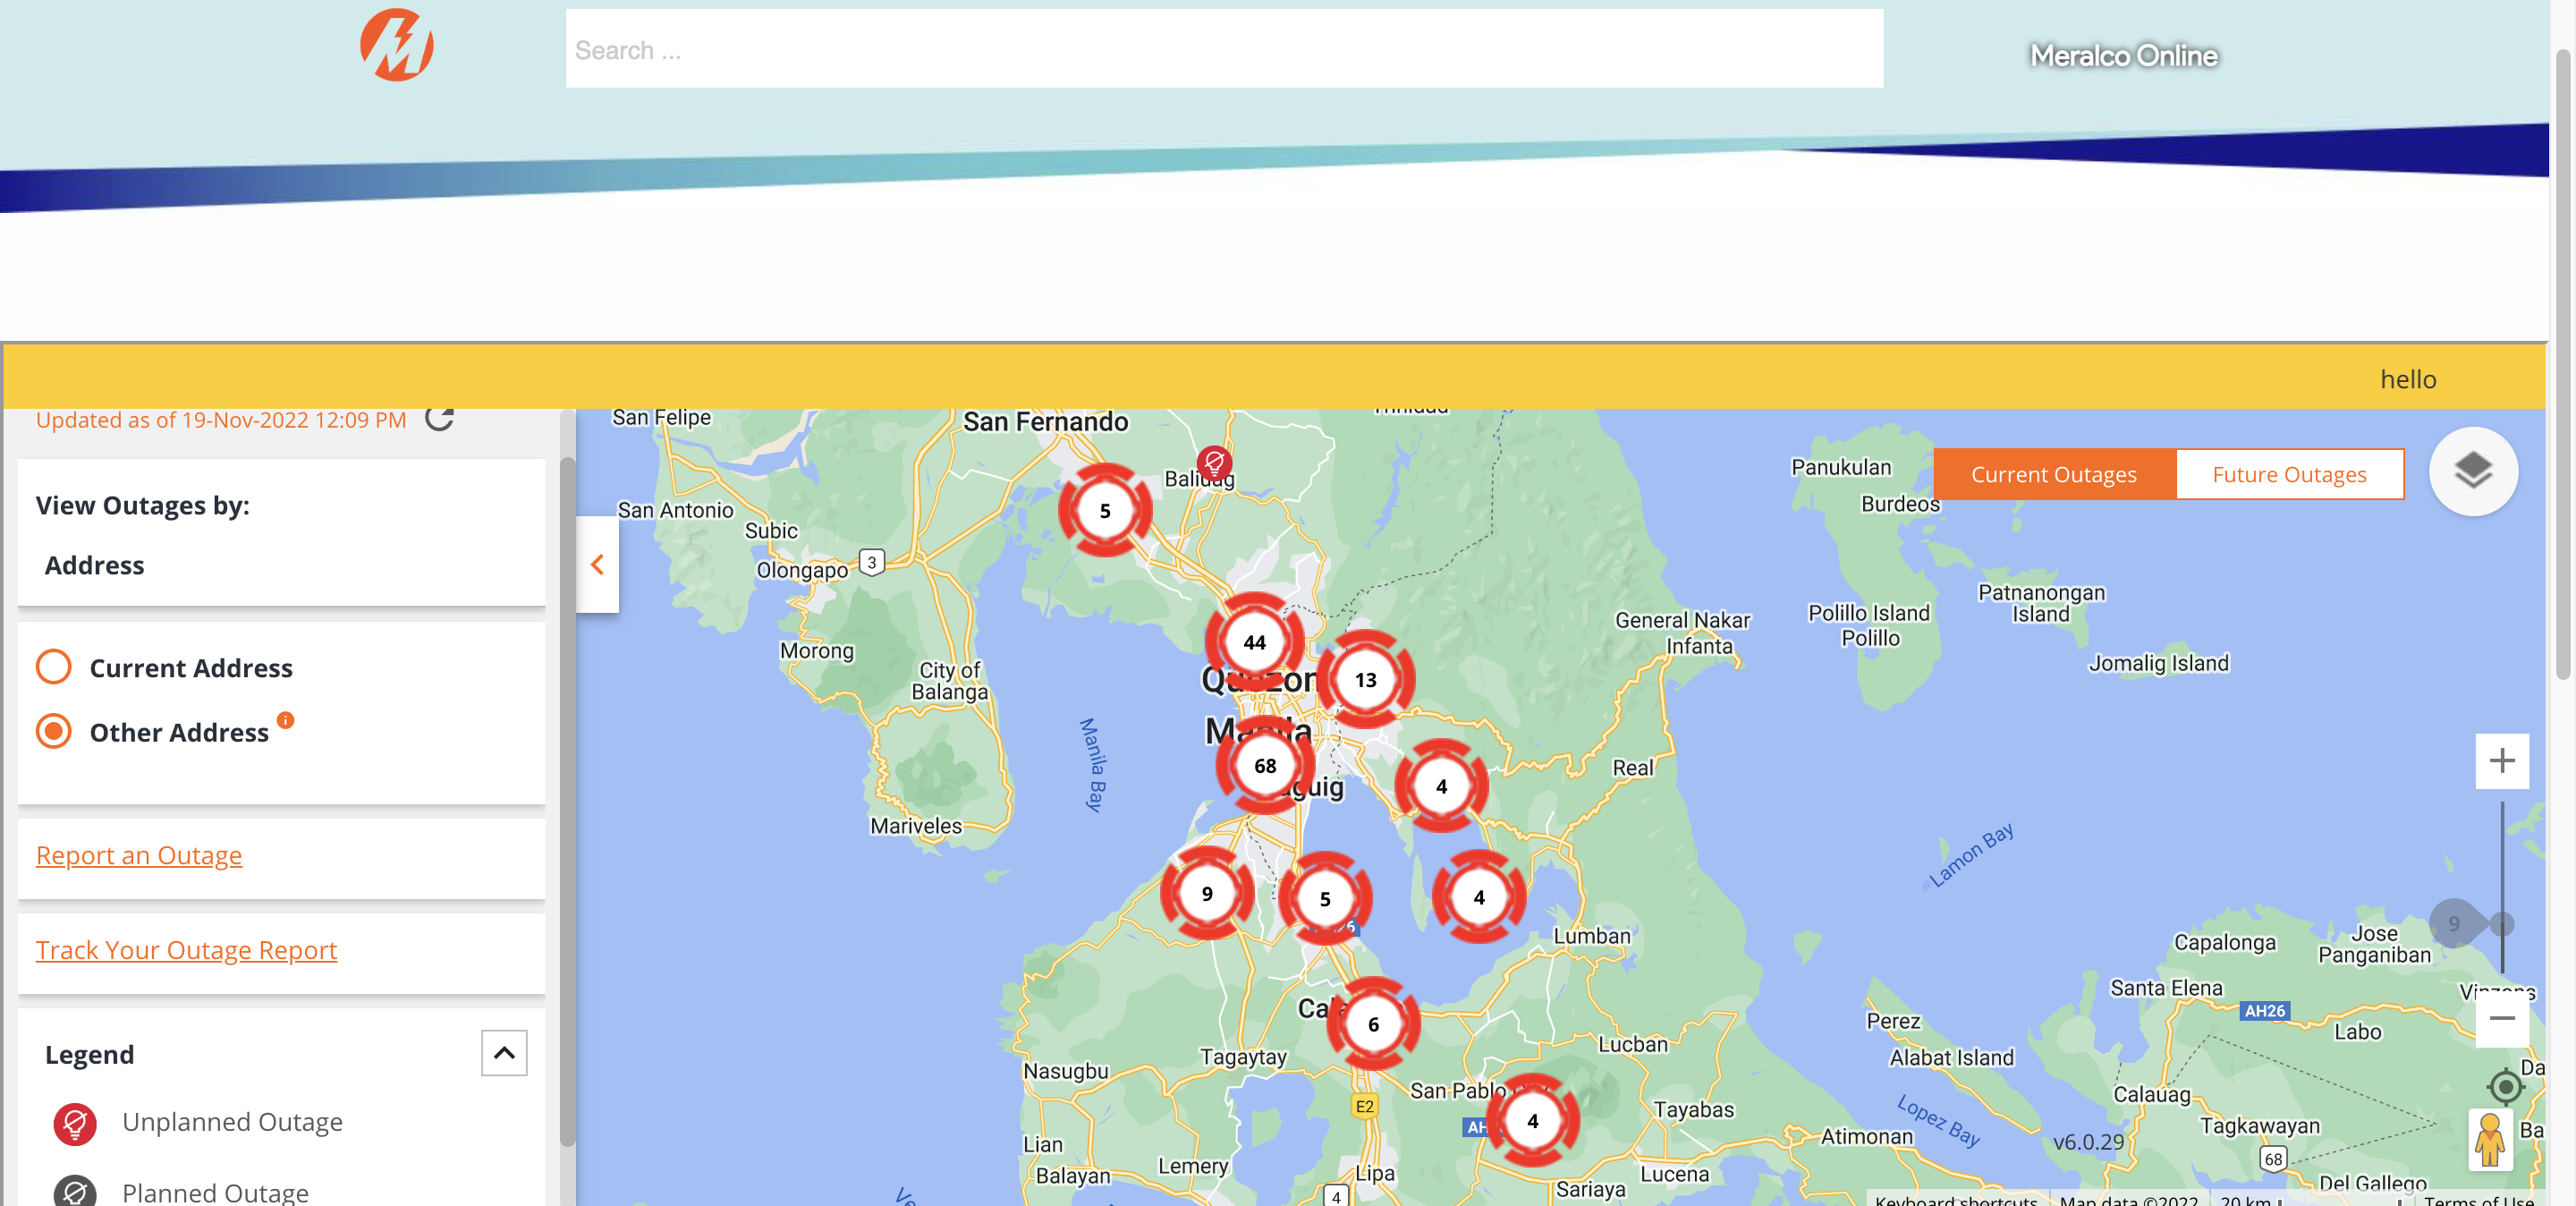 Search ...
Meralco Online
hello
Updated as of 19-Nov-2022 12:09 PM
View Outages by:
Address
Current Address
Other Address
Report an Outage
Track Your Outage Report
Legend
Unplanned Outage
Planned Outage
Current Outages
Future Outages
San Felipe
San Fernando
Trinidad
San Antonio
Subic
Olongapo
3
Baliuag
5
Panukulan
Burdeos
Patnanongan
Island
Polillo Island
Polillo
Jomalig Island
General Nakar
Infanta
Morong
City of
Balanga
44
Quezon
13
Manila
68
Manila Bay
4
Real
Mariveles
Lamon Bay
9
5
4
Lumban
9
Capalonga
Jose
Panganiban
Santa Elena
Vinzons
AH26
Labo
6
Perez
Alabat Island
Lucban
Tagaytay
Nasugbu
San Pablo
E2
4
Tayabas
Calauag
Lopez Bay
Tagkawayan
Atimonan
v6.0.29
68
Lian
Balayan
Lemery
Lipa
4
Lucena
Sariaya
Del Gallego
Keyboard shortcuts
Map data ©2022
20 km
Terms of Use